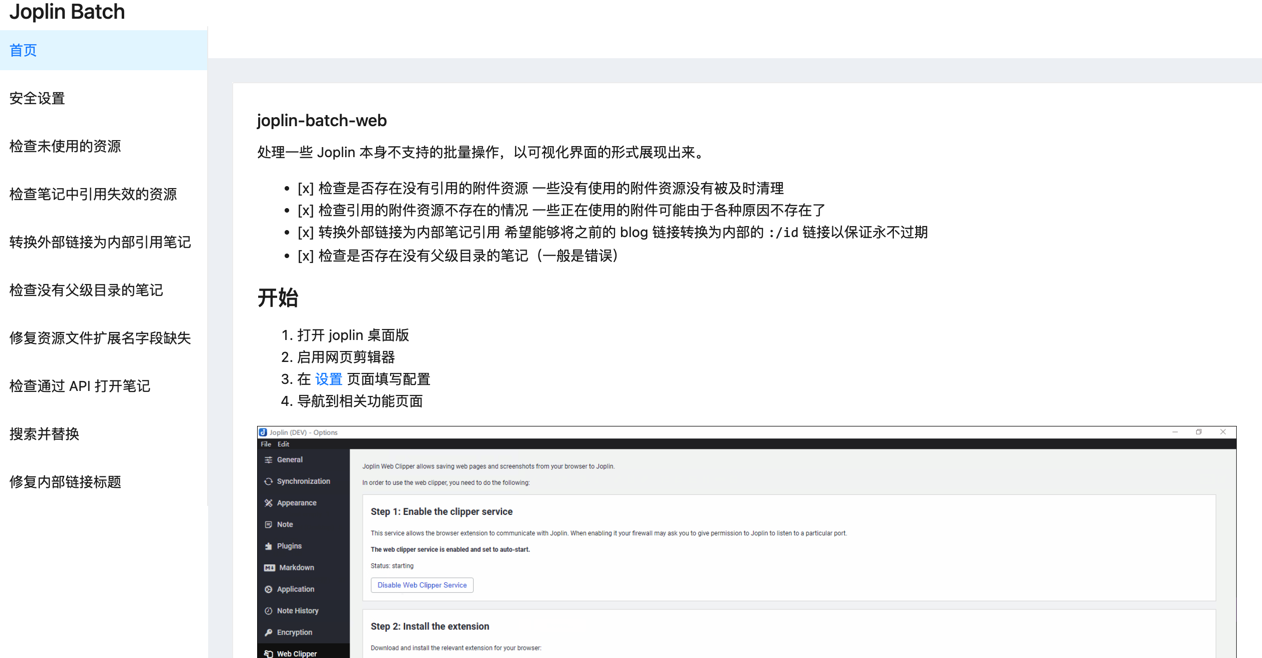 Joplin Batch
首页
安全设置
检查未使用的资源
检查笔记中引用失效的资源
转换外部链接为内部引用笔记
检查没有父级目录的笔记
修复资源文件扩展名字段缺失
检查通过 API 打开笔记
搜索并替换
修复内部链接标题
joplin-batch-web
处理一些 Joplin 本身不支持的批量操作，以可视化界面的形式展现出来。
• [x] 检查是否存在没有引用的附件资源 一些没有使用的附件资源没有被及时清理
• [x] 检查引用的附件资源不存在的情况 一些正在使用的附件可能由于各种原因不存在了
• [x] 转换外部链接为内部笔记引用 希望能够将之前的 blog 链接转换为内部的 :/id 链接以保证永不过期
• [x] 检查是否存在没有父级目录的笔记（一般是错误）
开始
1. 打开 joplin 桌面版
2. 启用网页剪辑器
3. 在 设置 页面填写配置
4. 导航到相关功能页面
Joplin (DEV) - Options
File Edit
General
Synchronization
Appearance
Note
Plugins
Markdown
Application
Note History
Encryption
Web Clipper
Joplin Web Clipper allows saving web pages and screenshots from your browser to Joplin.
In order to use the web clipper, you need to do the following:
Step 1: Enable the clipper service
This service allows the browser extension to communicate with Joplin. When enabling it your firewall may ask you to give permission to Joplin to listen to a particular port.
The web clipper service is enabled and set to auto-start.
Status: starting
Disable Web Clipper Service
Step 2: Install the extension
Download and install the relevant extension for your browser: